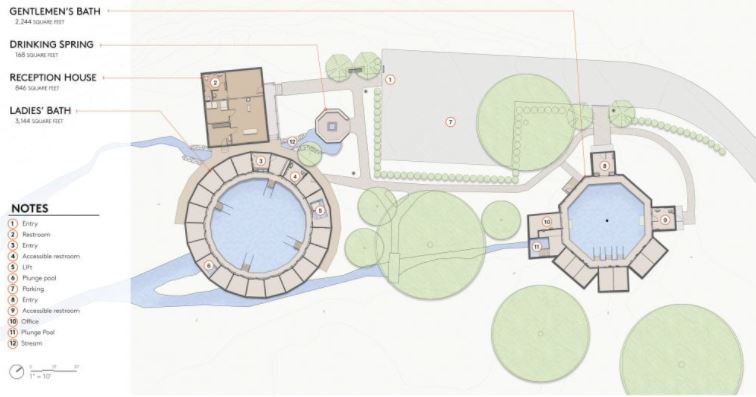 GENTLEMEN'S BATH
2,244 SQUARE FEET
DRINKING SPRING
168 SQUARE FEET
RECEPTION HOUSE
846 SQUARE FEET
LADIES' BATH
3,144 SQUARE FEET
NOTES
1 Entry
2 Restroom
3 Entry
4 Accessible restroom
5 Lift
6 Plunge pool
7 Parking
8 Entry
9 Accessible restroom
10 Office
11 Plunge Pool
12 Stream
1" = 10'
2
1
7
12
3
4
5
6
8
9
10
11